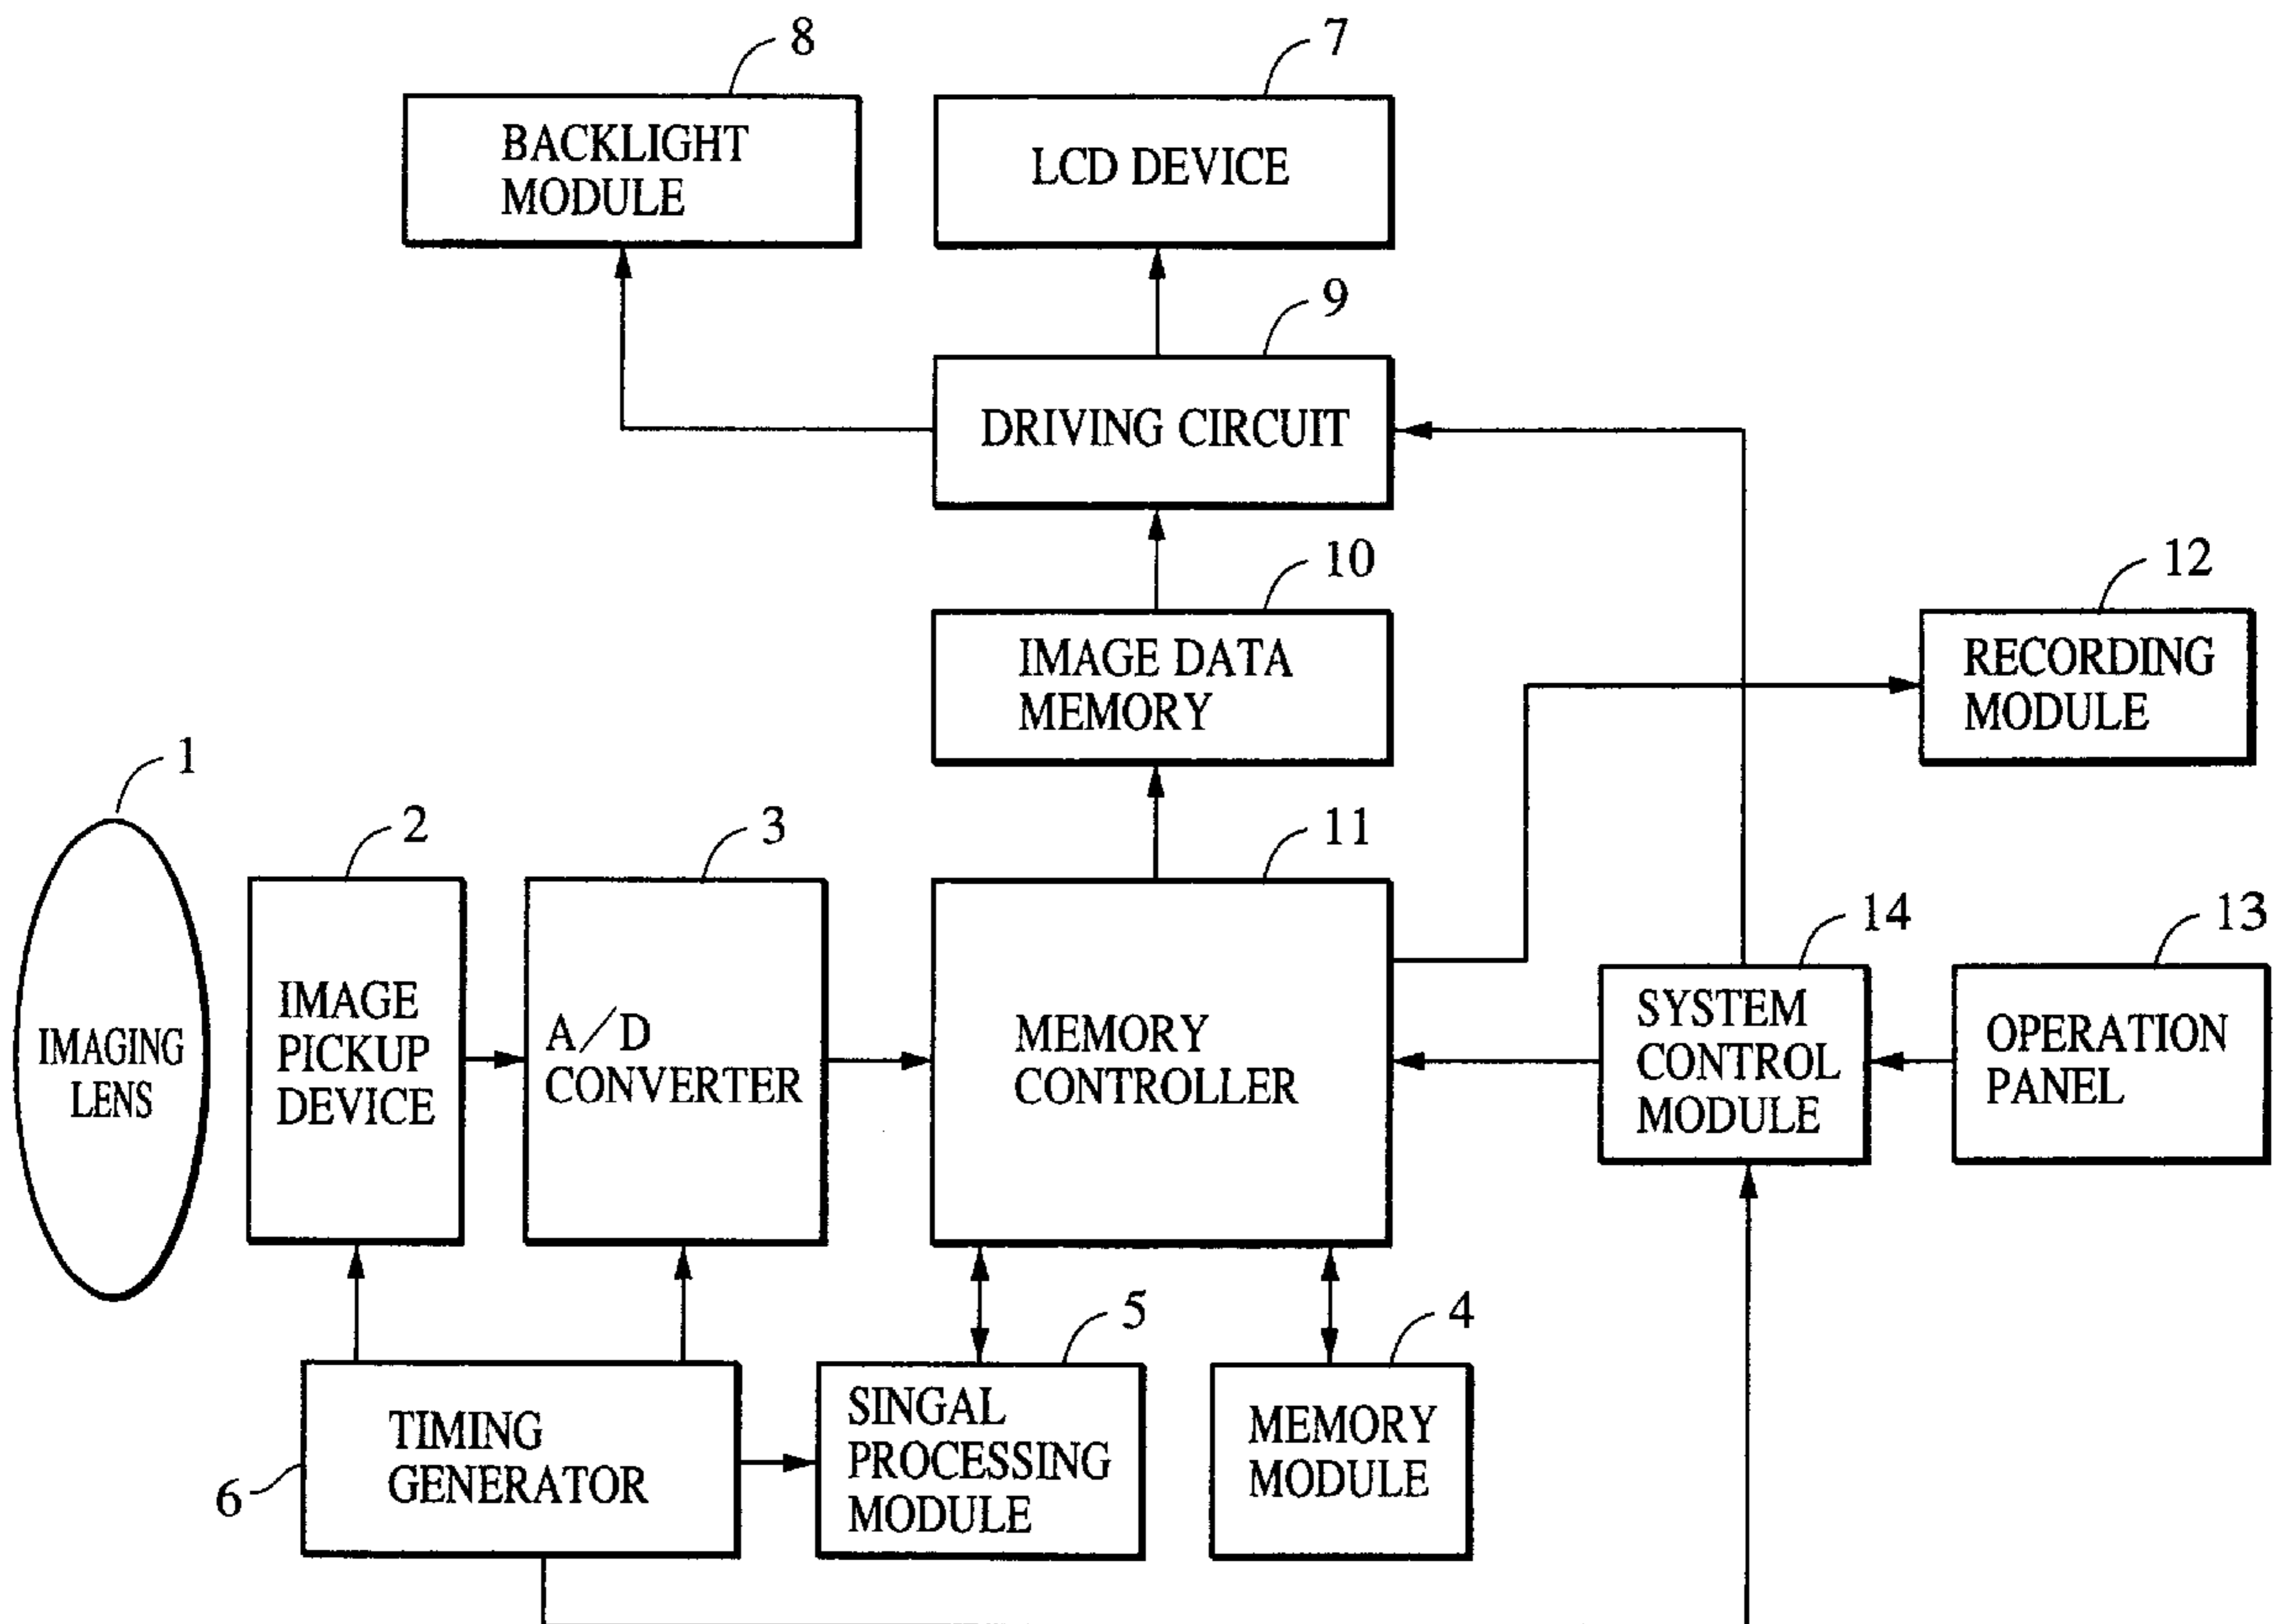 8
7
BACKLIGHT
MODULE
LCD DEVICE
9
DRIVING CIRCUIT
10
12
IMAGE DATA
MEMORY
RECORDING
MODULE
1
2
3
11
14
13
IMAGING
LENS
IMAGE
PICKUP
DEVICE
A/D
CONVERTER
MEMORY
CONTROLLER
SYSTEM
CONTROL
MODULE
OPERATION
PANEL
5
4
6
TIMING
GENERATOR
SINGAL
PROCESSING
MODULE
MEMORY
MODULE